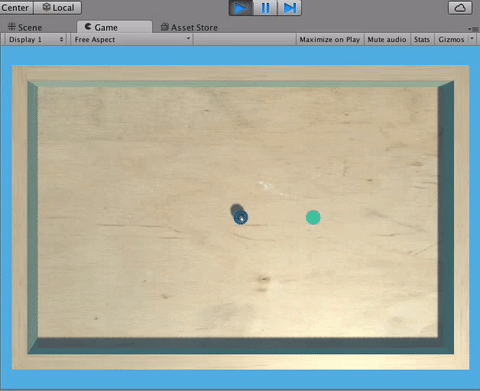 Center Local
Scene Game Asset Store
Display 1 Free Aspect Maximize on Play Mute audio Stats Gizmos